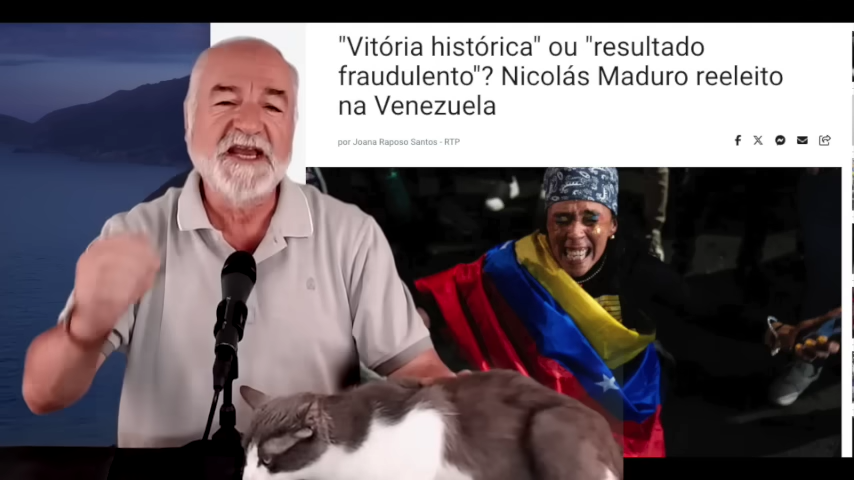 "Vitória histórica" ou "resultado
fraudulento"? Nicolás Maduro reeleito
na Venezuela
por Joana Raposo Santos - RTP